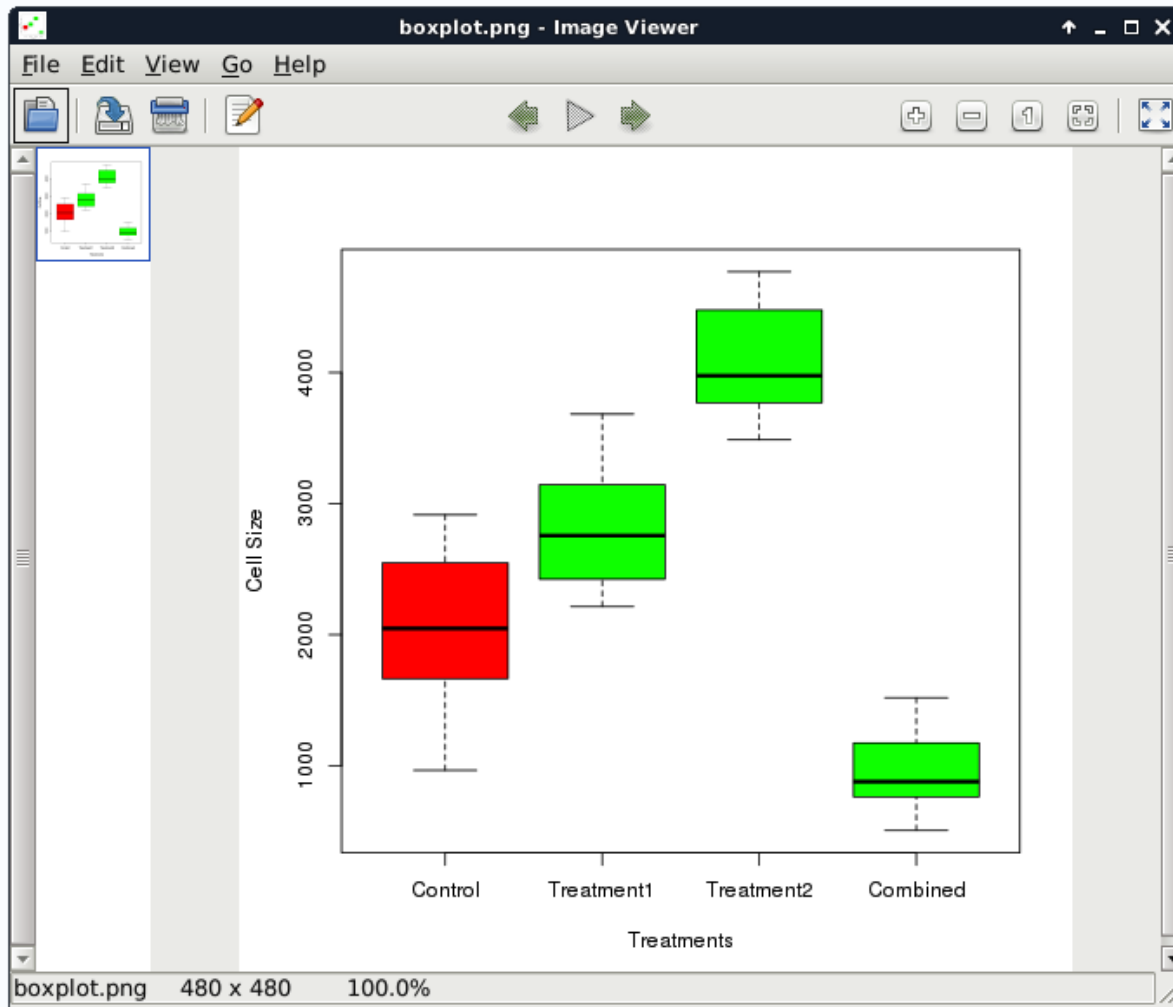 boxplot.png - Image Viewer
File Edit View Go Help
4000
3000
2000
1000
Cell Size
Control Treatment1 Treatment2 Combined
Treatments
boxplot.png 480 x 480 100.0%